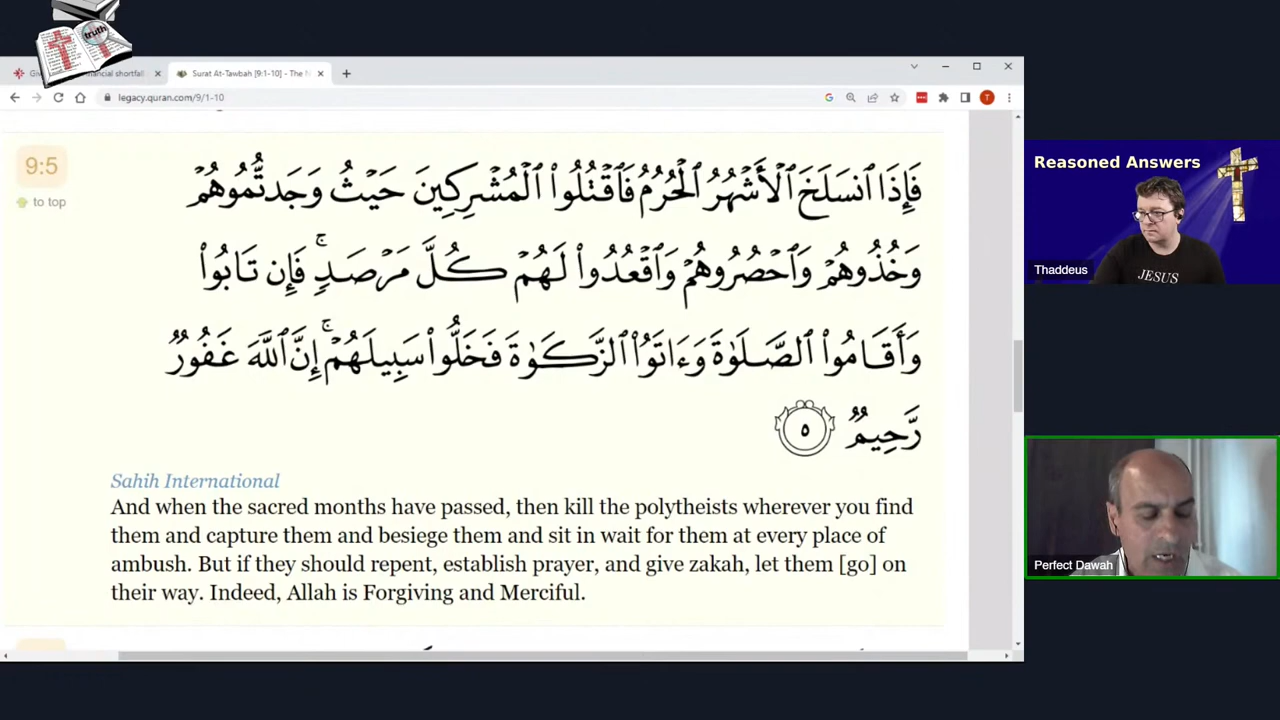 truth
Surat At-Tawbah [9:1-10] - The N
legacy.quran.com/9/1-10
T
9:5
to top
فَإِذَا ٱنسَلَخَ ٱلْأَشْهُرُ ٱلْحُرُمُ فَٱقْتُلُوا۟ ٱلْمُشْرِكِينَ حَيْثُ وَجَدتُّمُوهُمْ
وَخُذُوهُمْ وَٱحْصُرُوهُمْ وَٱقْعُدُوا۟ لَهُمْ كُلَّ مَرْصَدٍ ۚ فَإِن تَابُوا۟
وَأَقَامُوا۟ ٱلصَّلَوٰةَ وَءَاتَوُا۟ ٱلزَّكَوٰةَ فَخَلُّوا۟ سَبِيلَهُمْ ۚ إِنَّ ٱللَّهَ غَفُورٌ
رَّحِيمٌ ٥
Sahih International
And when the sacred months have passed, then kill the polytheists wherever you find
them and capture them and besiege them and sit in wait for them at every place of
ambush. But if they should repent, establish prayer, and give zakah, let them [go] on
their way. Indeed, Allah is Forgiving and Merciful.
Reasoned Answers
JESUS
Thaddeus
Perfect Dawah